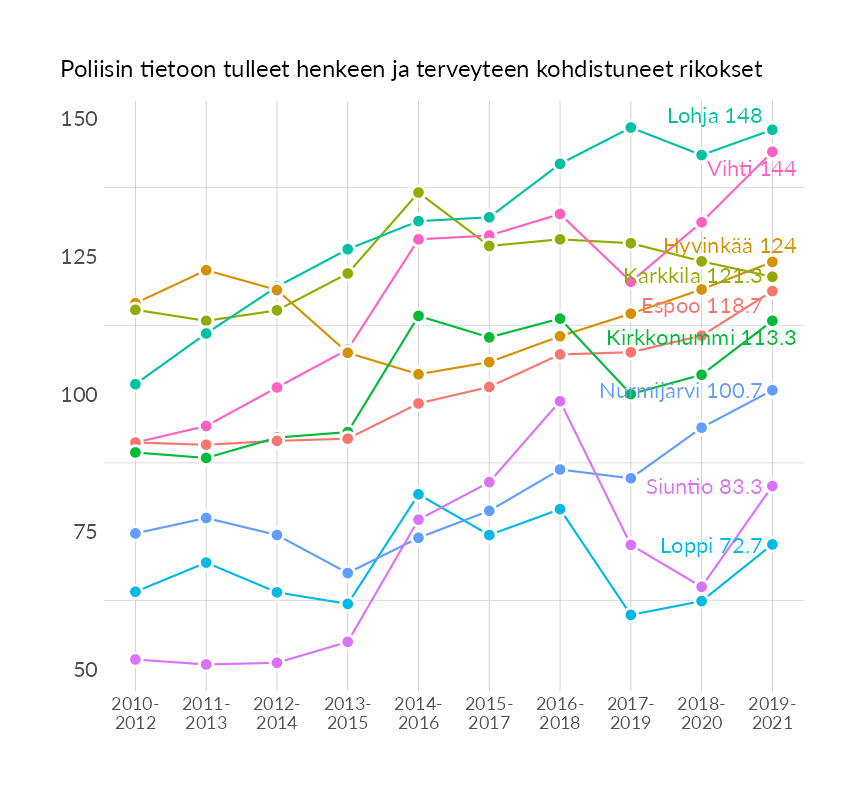 Poliisin tietoon tulleet henkeen ja terveyteen kohdistuneet rikokset
150
Lohja 148
Vihti 144
125
Hyvinkää 124
Karkkila 121.3
Espoo 118.7
Kirkkonummi 113.3
100
Nurmijärvi 100.7
Siuntio 83.3
75
Loppi 72.7
50
2010- 2011- 2012- 2013- 2014- 2015- 2016- 2017- 2018- 2019-
2012 2013 2014 2015 2016 2017 2018 2019 2020 2021